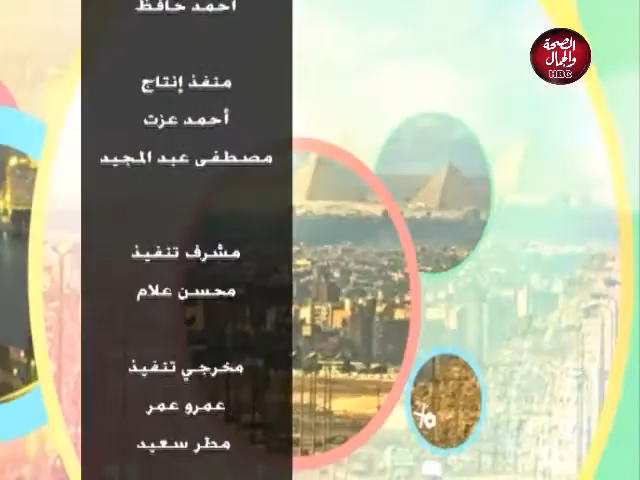 أحمد حافظ
منفذ إنتاج
أحمد عزت
مصطفى عبد المجيد
مشرف تنفيذ
محسن علام
مخرجي تنفيذ
عمرو عمر
مطر سعيد
الصحة
والجمال
HBC